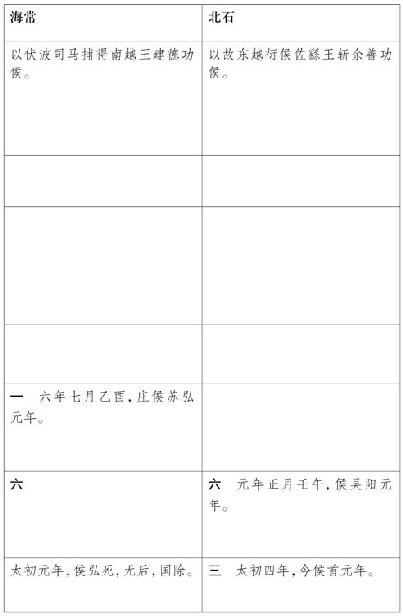 海常
北石
以伏波司马捕得南越王建德功
侯。
以故东越衍侯佐繇王斩余善功
侯。
一 六年七月乙酉，庄侯苏弘
元年。
六
六 元年正月壬午，侯吴阳元
年。
太初元年，侯弘死，无后，国除。
三 太初四年，今侯首元年。